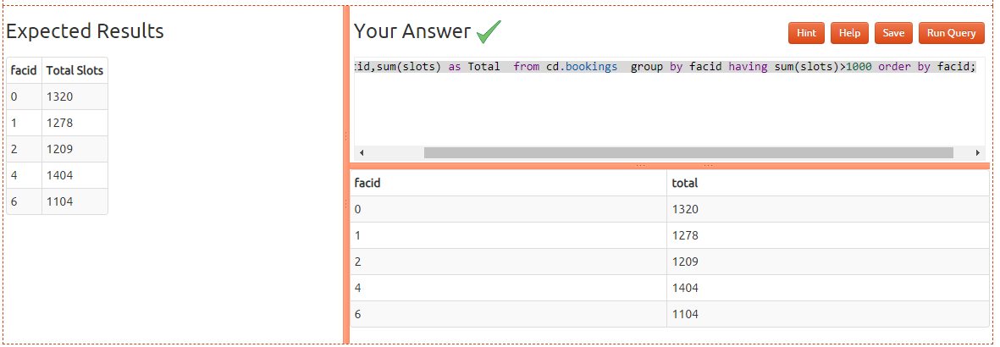 Expected Results
facid Total Slots
0 1320
1 1278
2 1209
4 1404
6 1104
Your Answer
Hint Help Save Run Query
:id,sum(slots) as Total  from cd.bookings  group by facid having sum(slots)>1000 order by facid;
facid total
0 1320
1 1278
2 1209
4 1404
6 1104